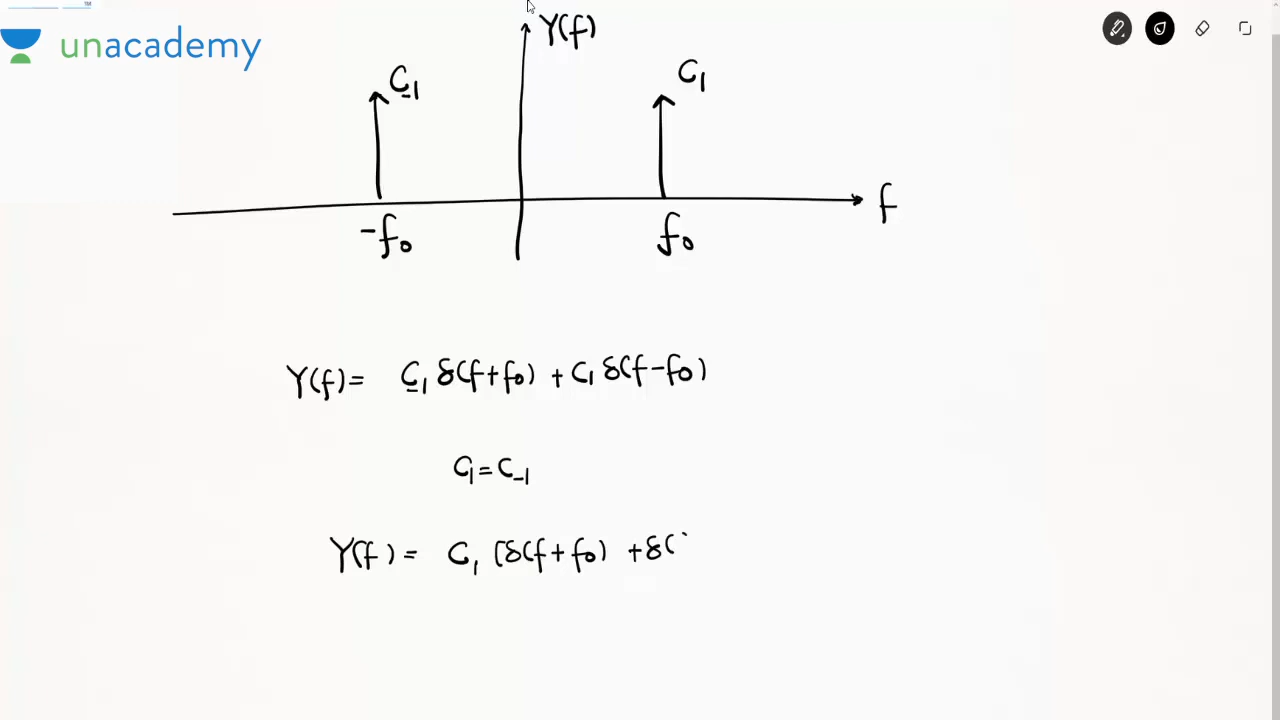 unacademy
Y(f)
C₋₁
C₁
f
-f₀
f₀
Y(f)= C₋₁ δ(f+f₀) + C₁ δ(f-f₀)
C₁=C₋₁
Y(f) = C₁ [δ(f+f₀) +δ(